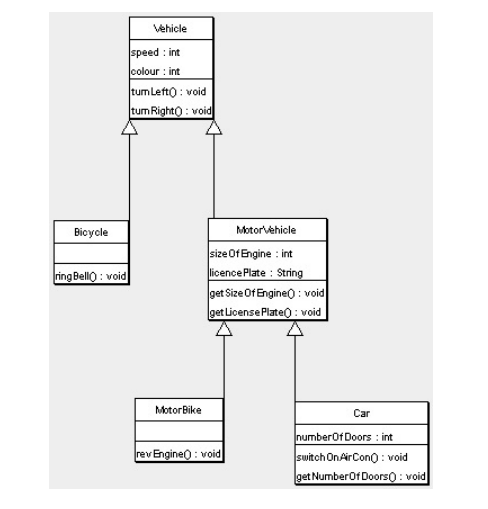 Vehicle
speed : int
colour : int
turnLeft() : void
turnRight() : void
Bicycle
ringBell() : void
MotorVehicle
sizeOfEngine : int
licencePlate : String
getSizeOfEngine() : void
getLicensePlate() : void
MotorBike
revEngine() : void
Car
numberOfDoors : int
switchOnAirCon() : void
getNumberOfDoors() : void